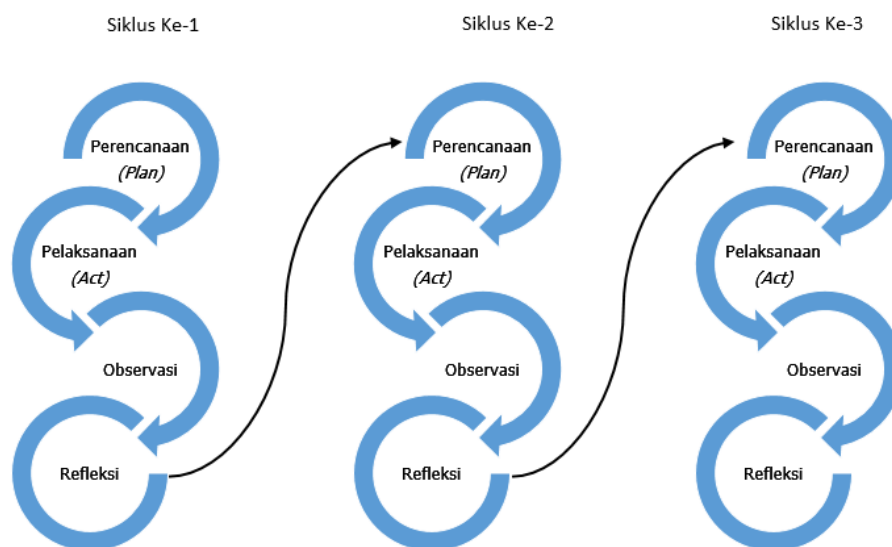 Siklus Ke-1
Siklus Ke-2
Siklus Ke-3
Perencanaan
(Plan)
Pelaksanaan
(Act)
Observasi
Refleksi
Perencanaan
(Plan)
Pelaksanaan
(Act)
Observasi
Refleksi
Perencanaan
(Plan)
Pelaksanaan
(Act)
Observasi
Refleksi